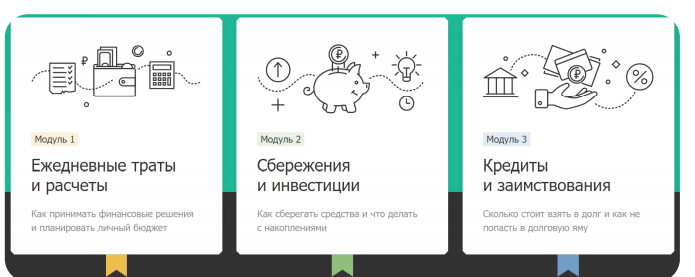 Модуль 1
Ежедневные траты
и расчеты
Как принимать финансовые решения
и планировать личный бюджет
Модуль 2
Сбережения
и инвестиции
Как сберегать средства и что делать
с накоплениями
Модуль 3
Кредиты
и заимствования
Сколько стоит взять в долг и как не
попасть в долговую яму